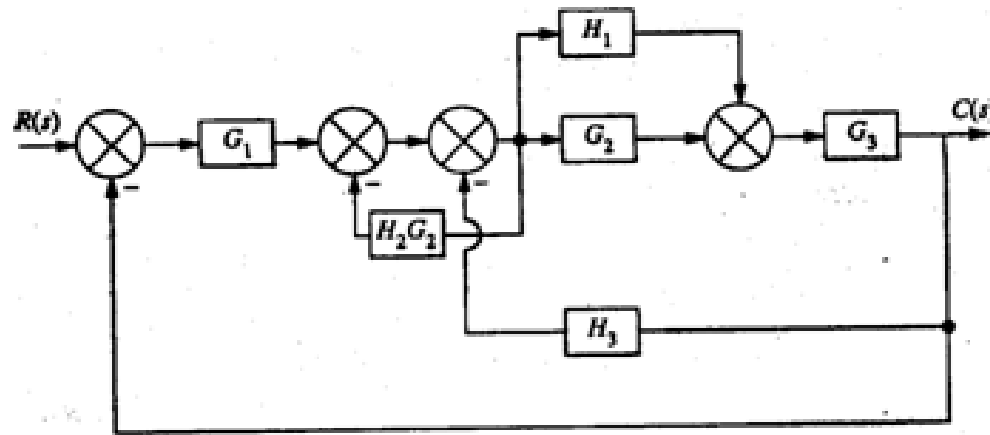 H₁
R(s)
G₁
G₂
G₃
C(s
-
-
-
H₂G₂
H₃
-